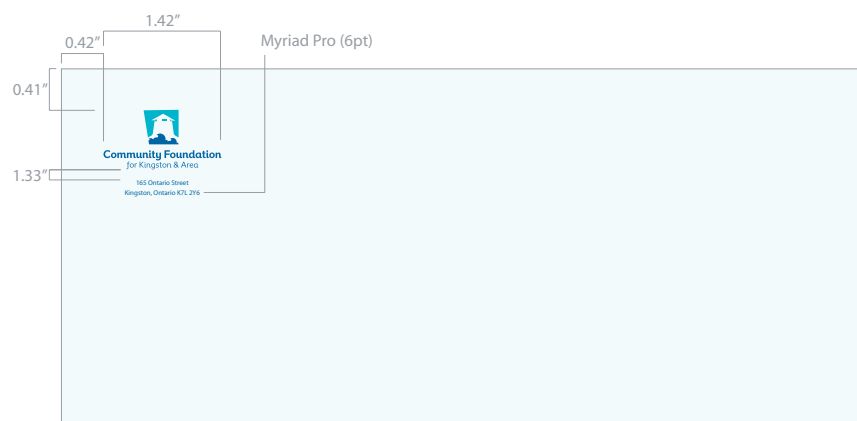 1.42”
0.42”
Myriad Pro (6pt)
0.41”
Community Foundation
for Kingston & Area
1.33”
165 Ontario Street
Kingston, Ontario K7L 2Y6